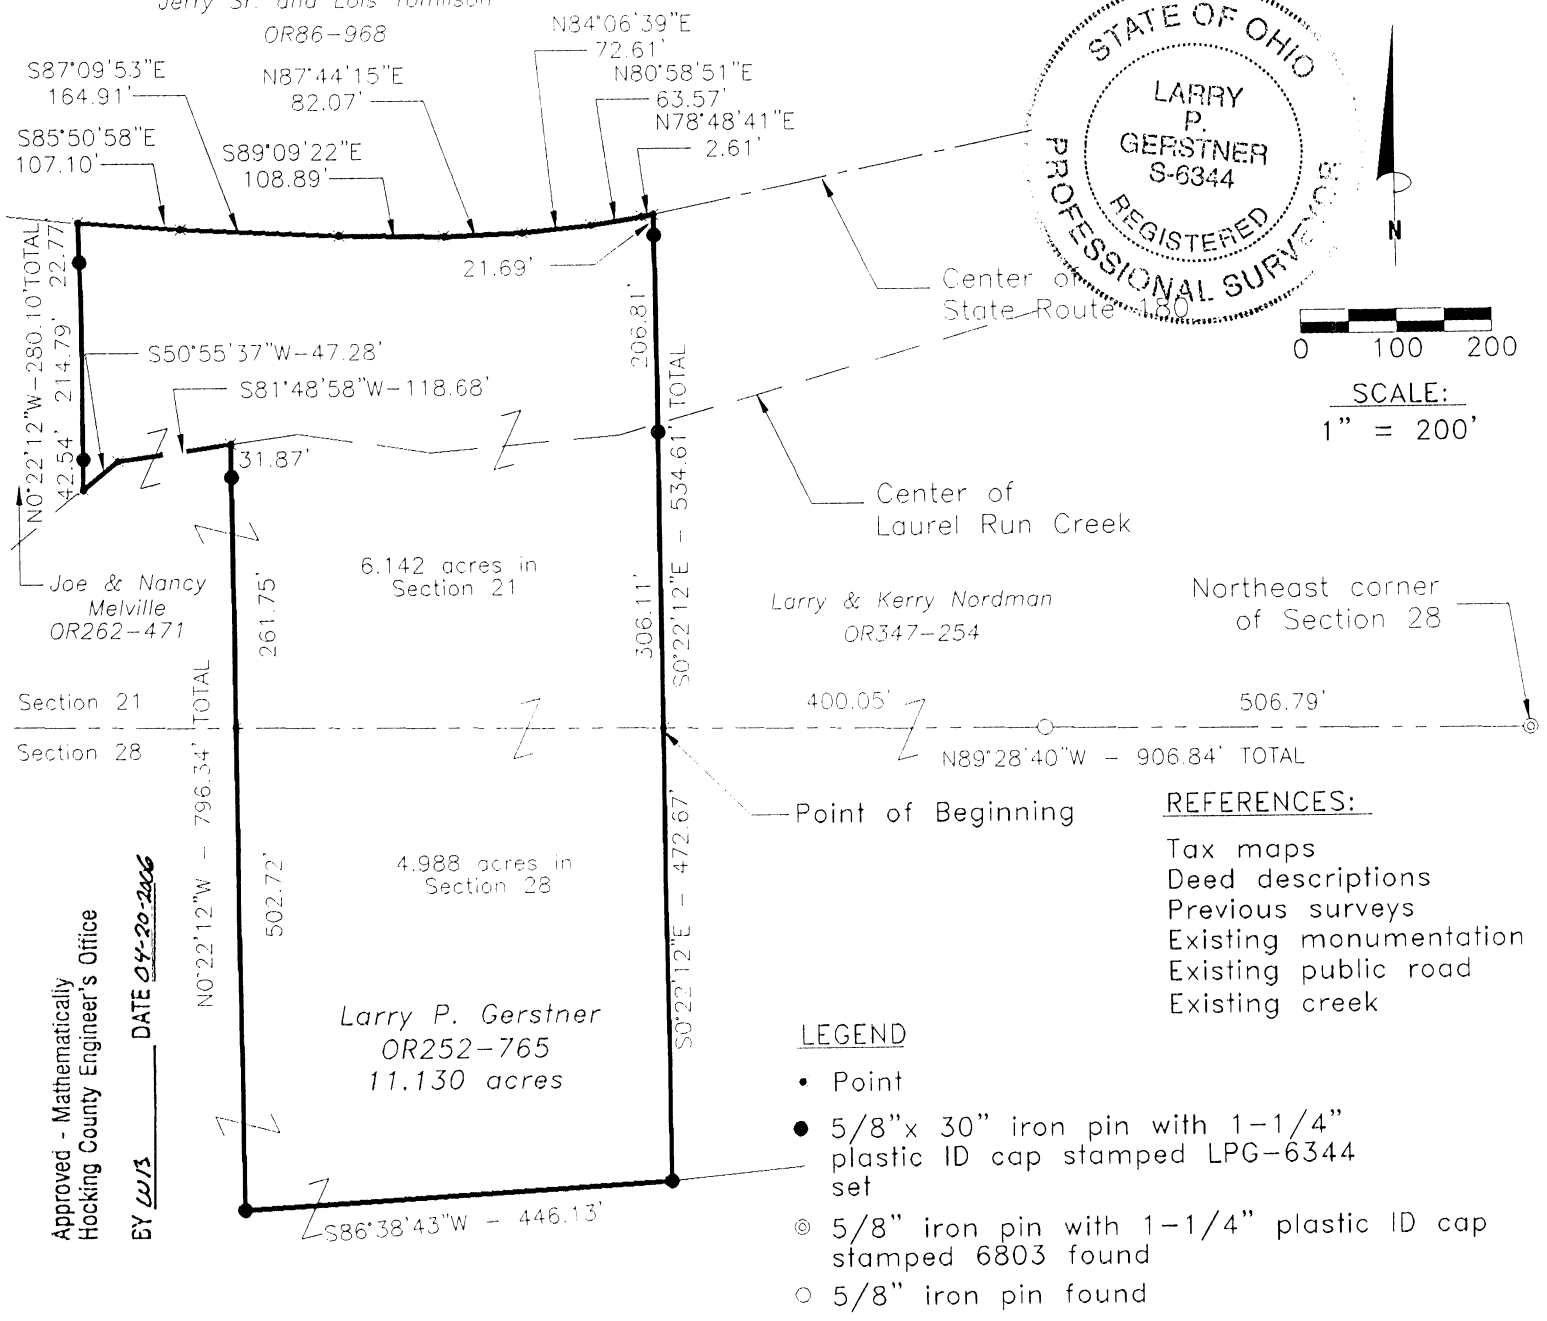 Jerry Sr. and Lois Tomlison
OR86-968
N84°06'39"E
72.61'
S87°09'53"E
164.91'
N87°44'15"E
82.07'
N80°58'51"E
63.57'
N78°48'41"E
2.61'
S85°50'58"E
107.10'
S89°09'22"E
108.89'
STATE OF OHIO
LARRY
P.
GERSTNER
S-6344
REGISTERED
PROFESSIONAL SURVEYOR
N
0 100 200
SCALE:
1" = 200'
21.69'
Center of
State Route 180
N0°22'12"W-280.10'TOTAL
22.77'
214.79'
42.54'
S50°55'37"W-47.28'
S81°48'58"W-118.68'
31.87'
206.81'
S0°22'12"E - 534.61' TOTAL
Center of
Laurel Run Creek
Joe & Nancy
Melville
OR262-471
261.75'
6.142 acres in
Section 21
306.11'
Larry & Kerry Nordman
OR347-254
Northeast corner
of Section 28
Section 21
Section 28
400.05'
506.79'
N89°28'40"W - 906.84' TOTAL
Point of Beginning
N0°22'12"W - 796.34' TOTAL
502.72'
4.988 acres in
Section 28
S0°22'12"E - 472.67'
Larry P. Gerstner
OR252-765
11.130 acres
S86°38'43"W - 446.13'
Approved - Mathematically
Hocking County Engineer's Office
BY WB DATE 04-20-2006
REFERENCES:
Tax maps
Deed descriptions
Previous surveys
Existing monumentation
Existing public road
Existing creek
LEGEND
Point
5/8"x 30" iron pin with 1-1/4"
plastic ID cap stamped LPG-6344
set
5/8" iron pin with 1-1/4" plastic ID cap
stamped 6803 found
5/8" iron pin found